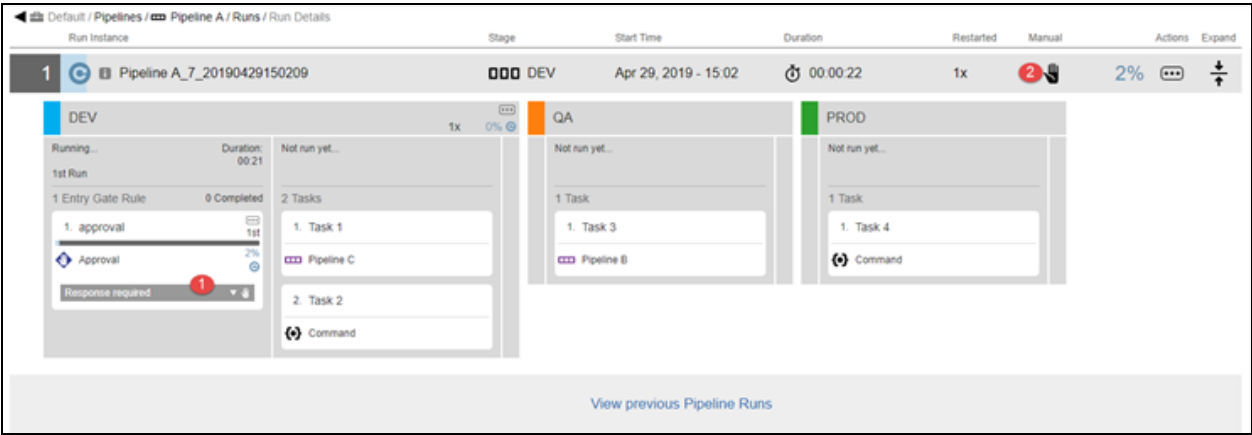 Default / Pipelines / Pipeline A / Runs / Run Details
Run Instance Stage Start Time Duration Restarted Manual Actions Expand
1 Pipeline A_7_20190429150209 DEV Apr 29, 2019 - 15:02 00:00:22 1x 2 2%
DEV 1x 0%
QA
PROD
Running... Duration: 00:21
1st Run
Not run yet...
Not run yet...
Not run yet...
1 Entry Gate Rule 0 Completed
2 Tasks
1 Task
1 Task
1. approval 1st
1. Task 1
1. Task 3
1. Task 4
Approval 2%
Pipeline C
Pipeline B
Command
Response required 1
2. Task 2
Command
View previous Pipeline Runs